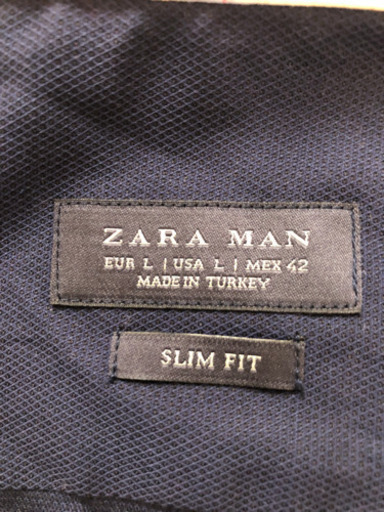 ZARA MAN
EUR L | USA L | MEX 42
MADE IN TURKEY
SLIM FIT